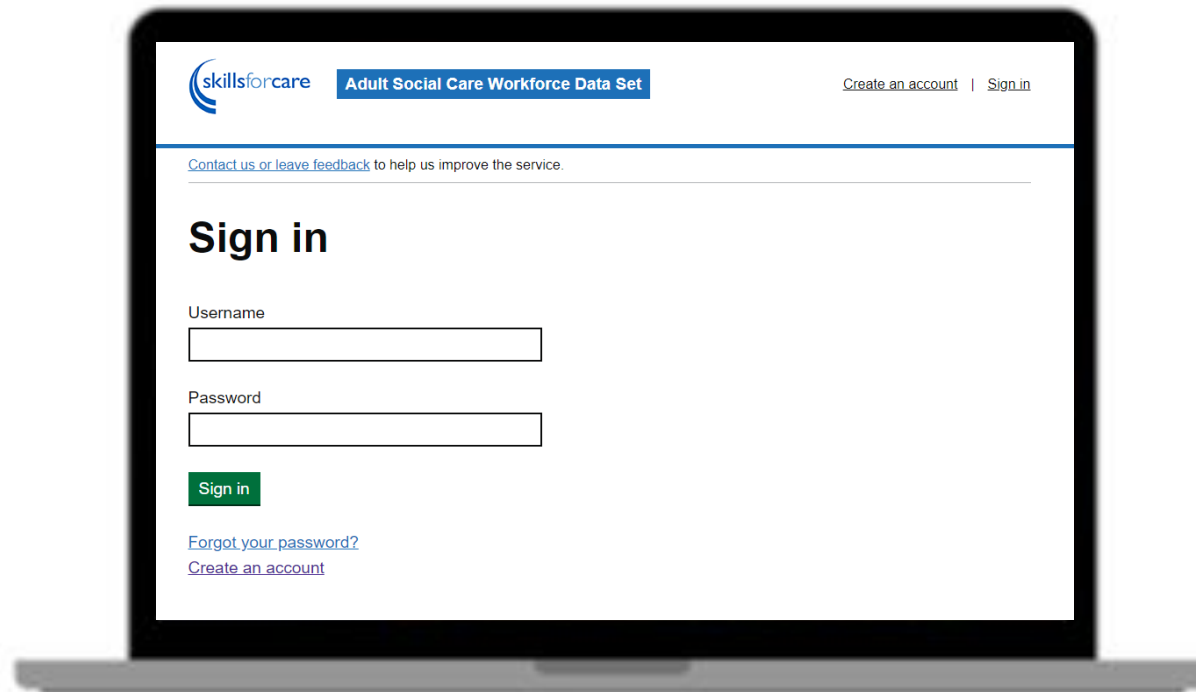 skillsforcare
Adult Social Care Workforce Data Set
Create an account | Sign in
Contact us or leave feedback to help us improve the service.
Sign in
Username
Password
Sign in
Forgot your password?
Create an account